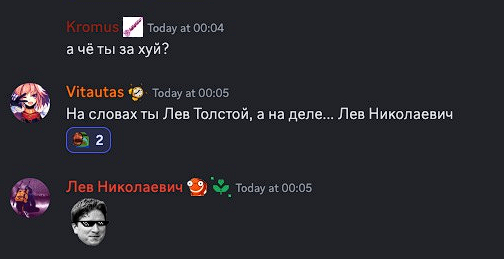 Kromus Today at 00:04
а чё ты за хуй?
Vitautas Today at 00:05
На словах ты Лев Толстой, а на деле... Лев Николаевич
2
Лев Николаевич Today at 00:05